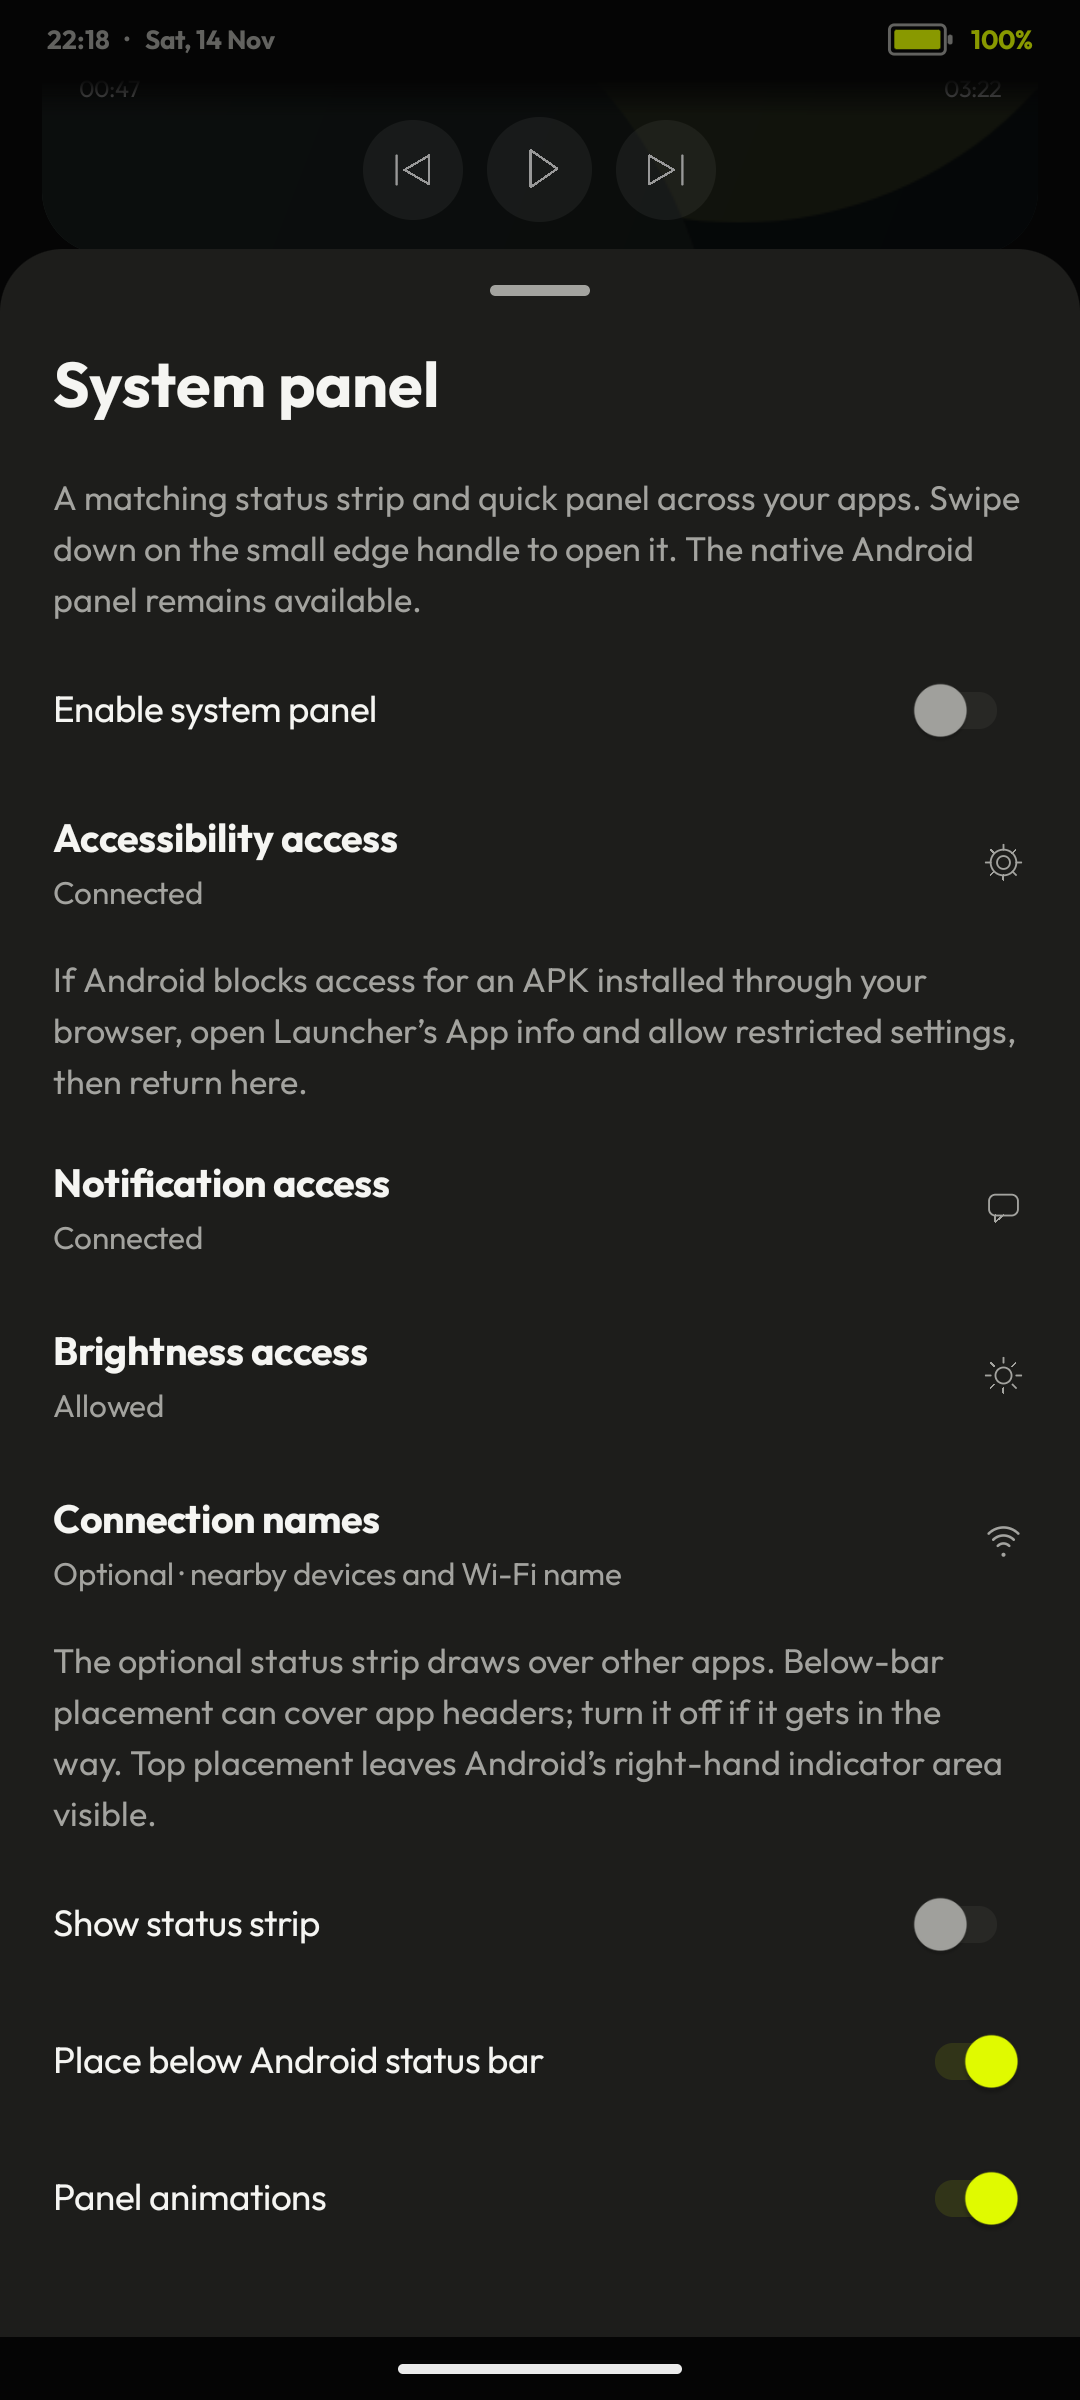 22:18 · Sat, 14 Nov
100%
00:47
03:22
System panel
A matching status strip and quick panel across your apps. Swipe
down on the small edge handle to open it. The native Android
panel remains available.
Enable system panel
Accessibility access
Connected
If Android blocks access for an APK installed through your
browser, open Launcher’s App info and allow restricted settings,
then return here.
Notification access
Connected
Brightness access
Allowed
Connection names
Optional · nearby devices and Wi-Fi name
The optional status strip draws over other apps. Below-bar
placement can cover app headers; turn it off if it gets in the
way. Top placement leaves Android’s right-hand indicator area
visible.
Show status strip
Place below Android status bar
Panel animations